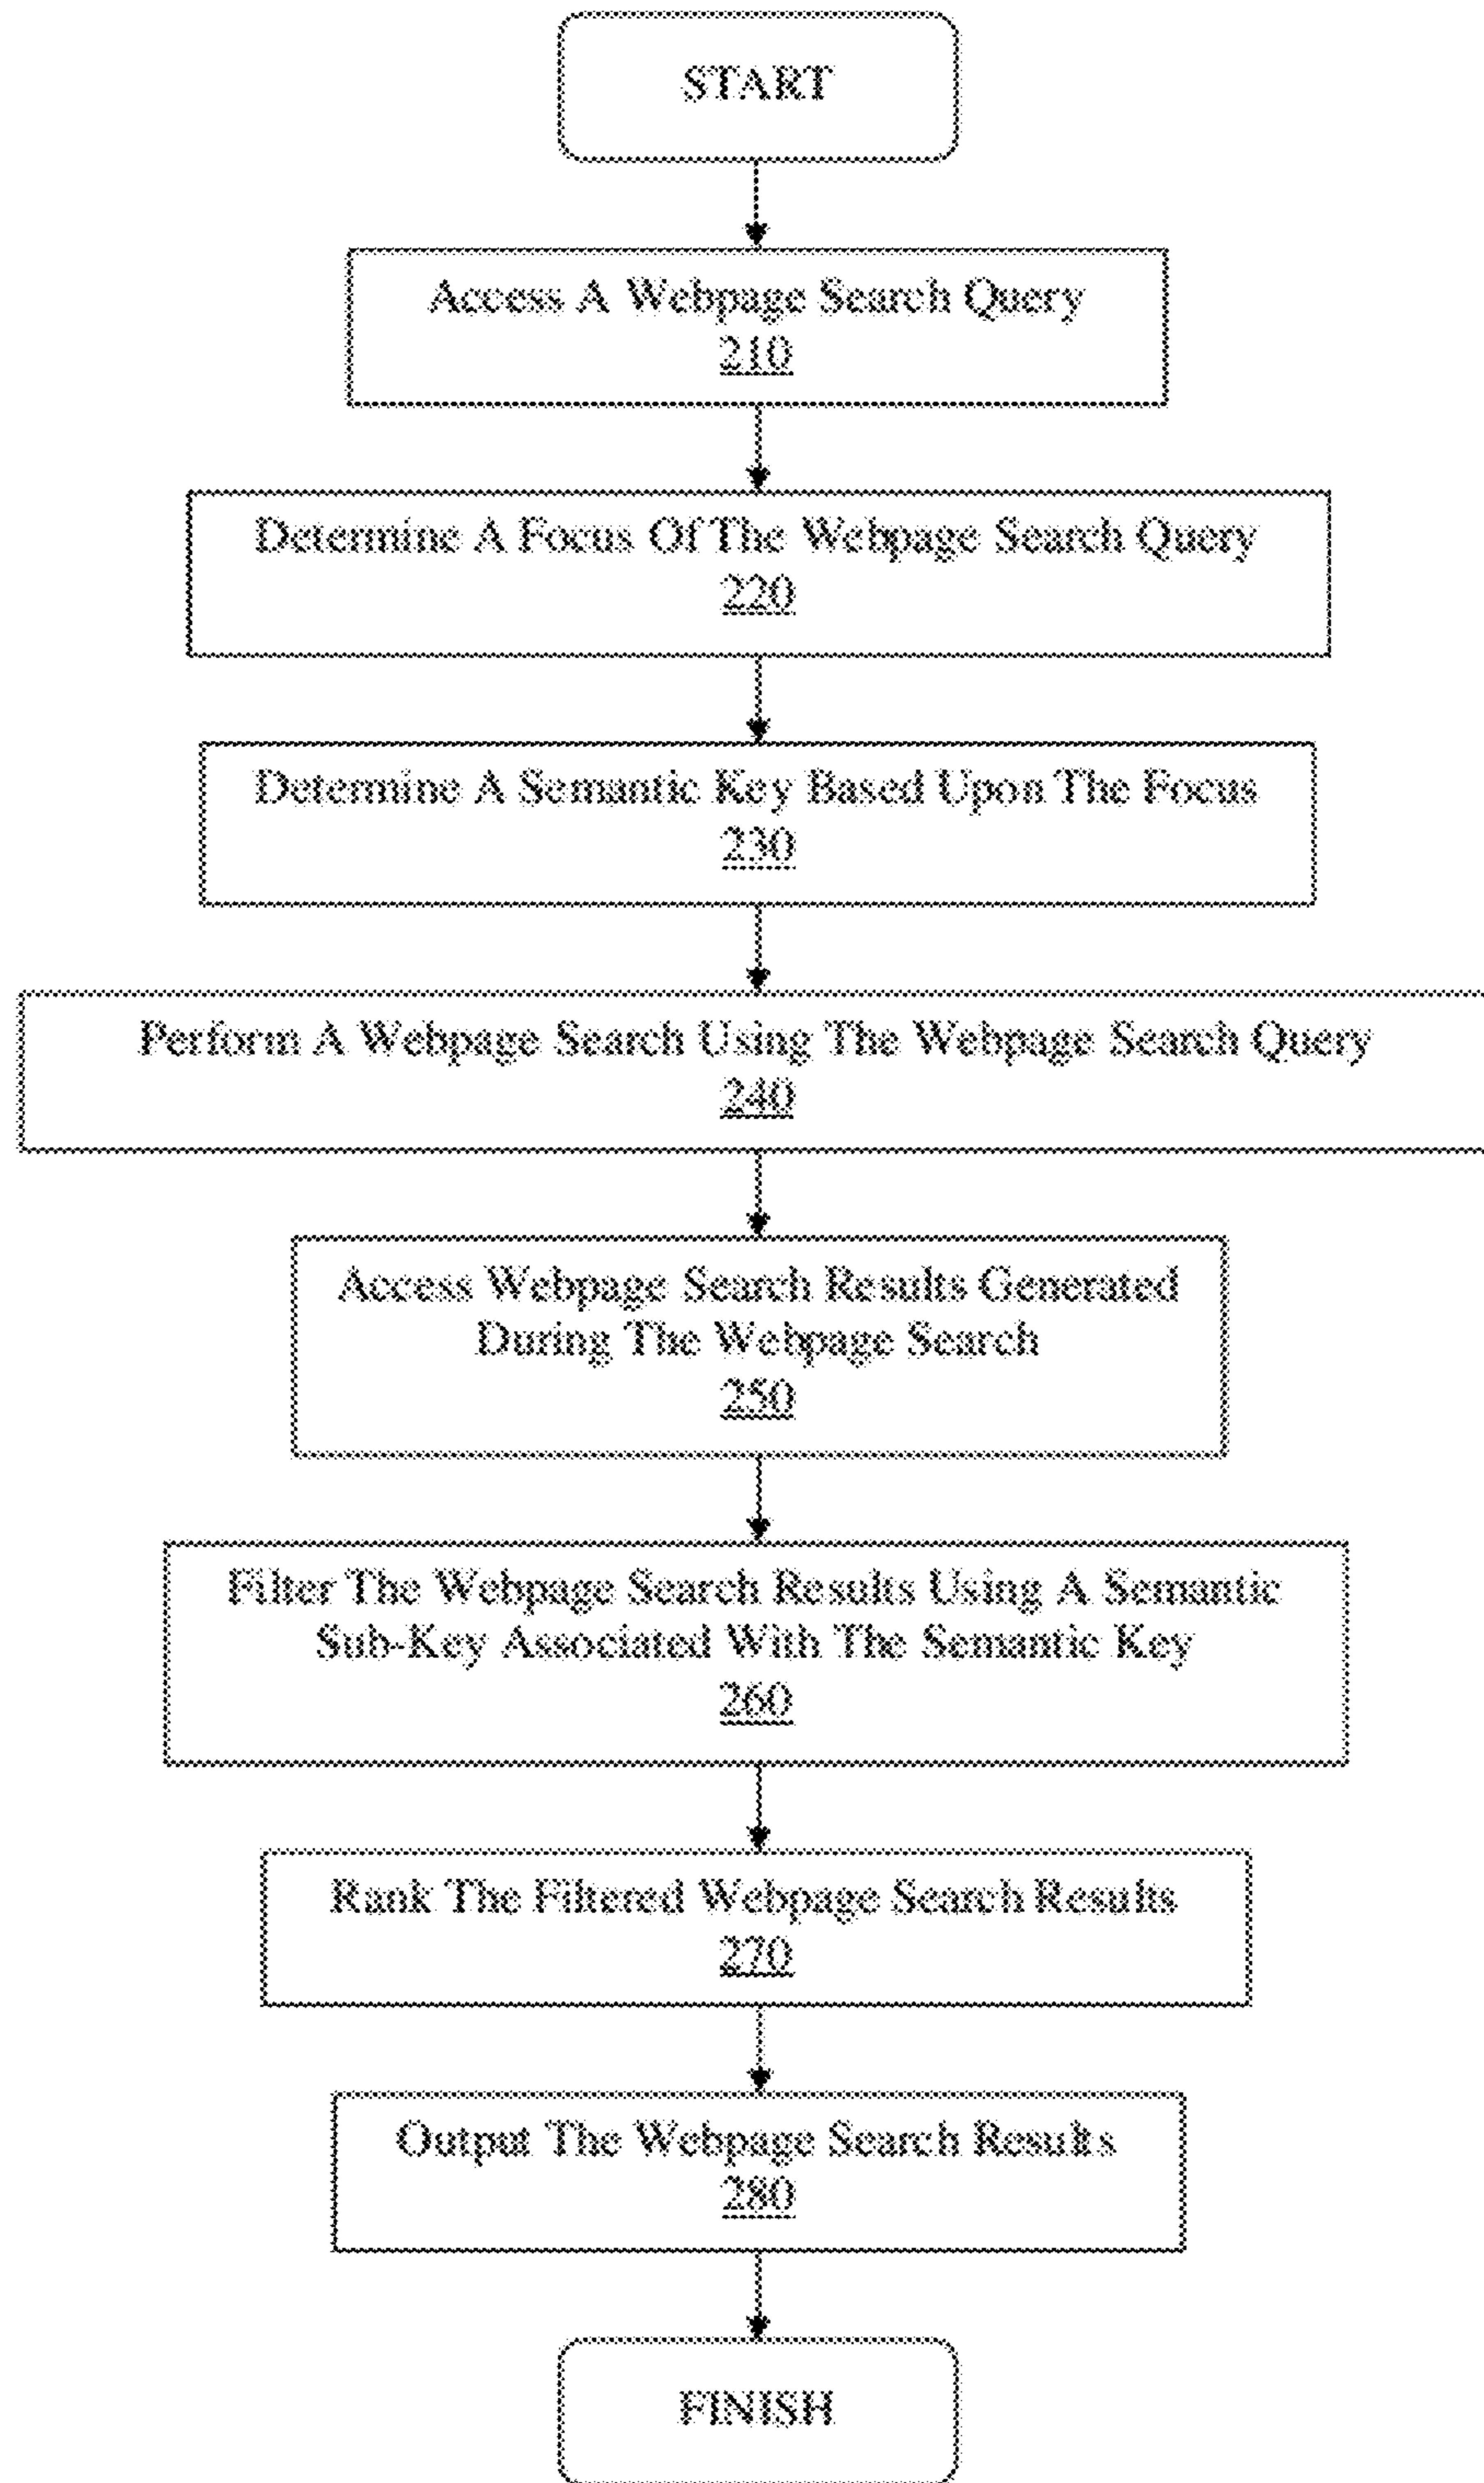 START
Access A Webpage Search Query
210
Determine A Focus Of The Webpage Search Query
220
Determine A Semantic Key Based Upon The Focus
230
Perform A Webpage Search Using The Webpage Search Query
240
Access Webpage Search Results Generated
During The Webpage Search
250
Filter The Webpage Search Results Using A Semantic
Sub-Key Associated With The Semantic Key
260
Rank The Filtered Webpage Search Results
270
Output The Webpage Search Results
280
FINISH